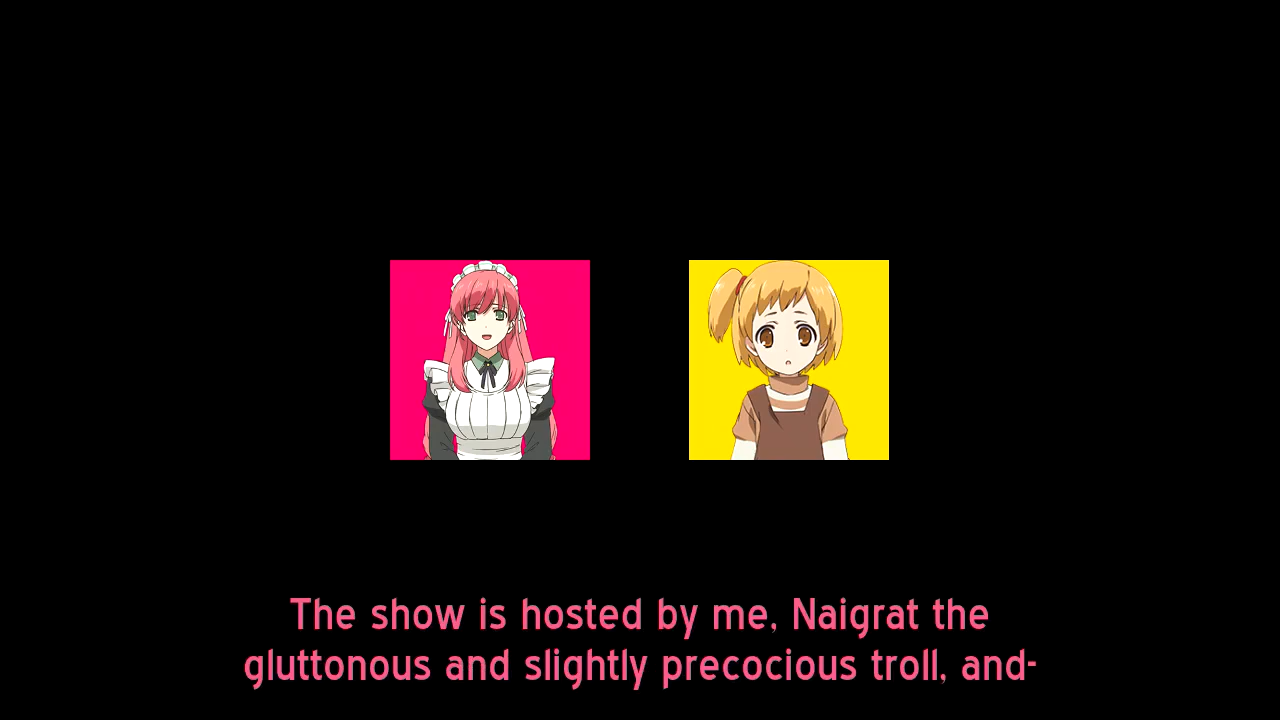 The show is hosted by me, Naigrat the
gluttonous and slightly precocious troll, and-